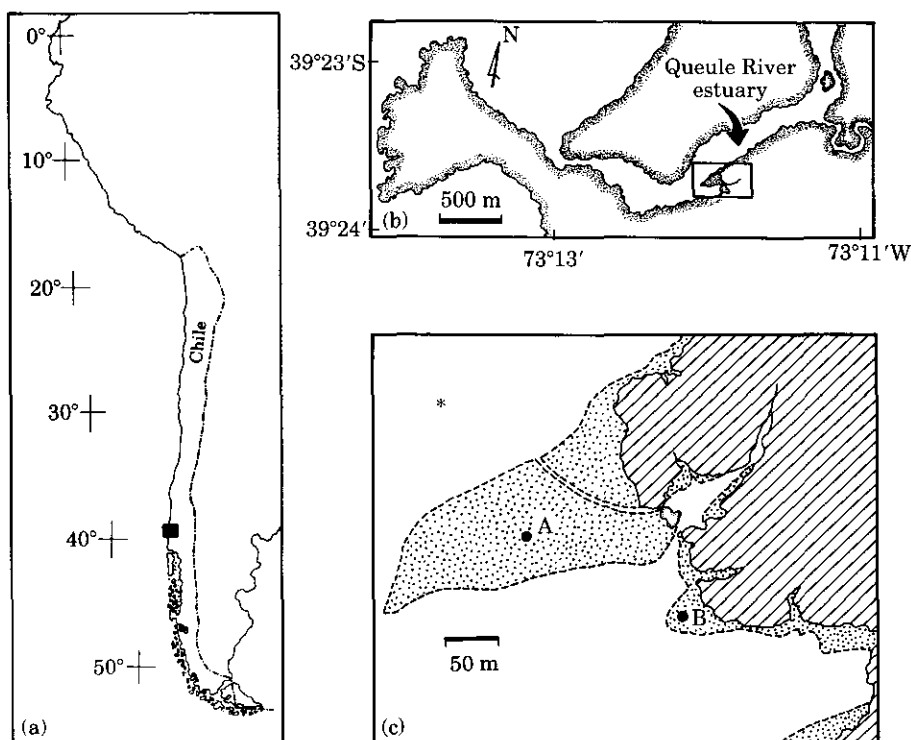 0°
10°
20°
Chile
30°
40°
50°
(a)
39°23′S
N
Queule River
estuary
500 m
(b)
39°24′
73°13′
73°11′W
*
A
B
50 m
(c)